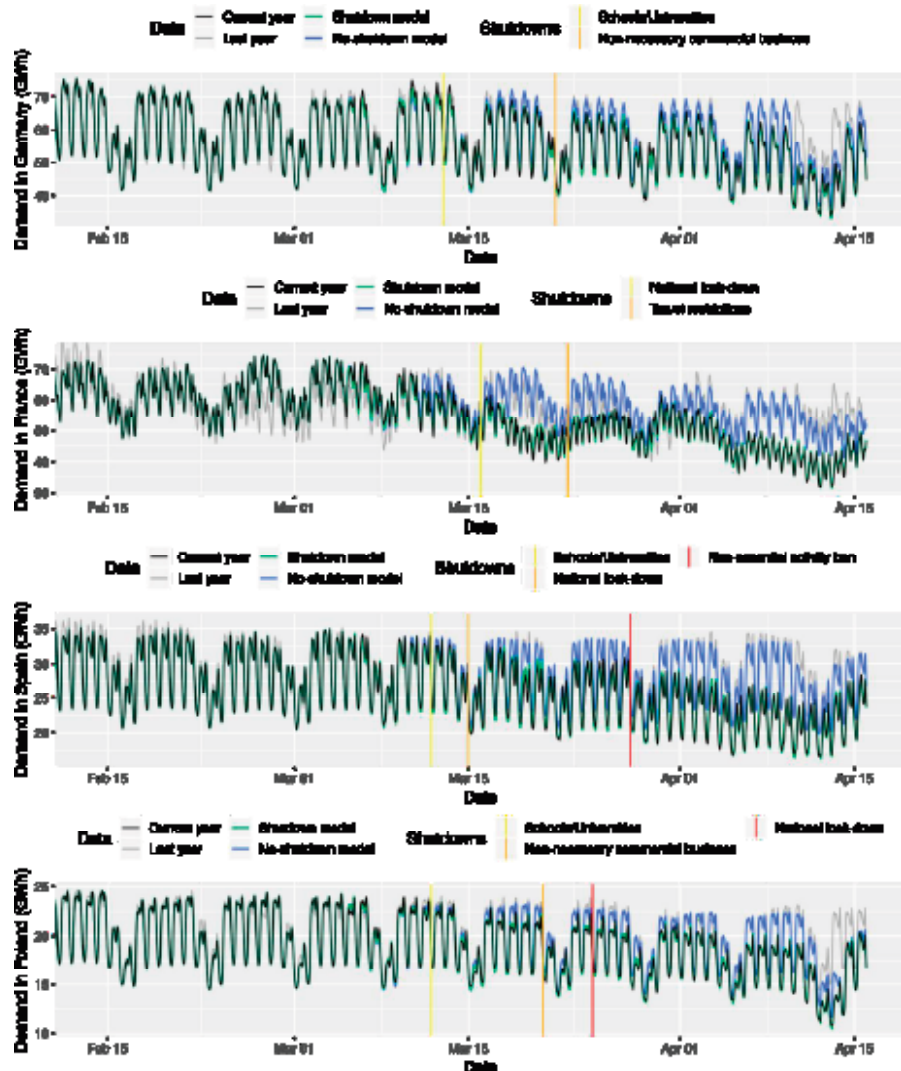 Data Current year Shutdown model Shutdowns Schools/Universities
Last year No-shutdown model Non-necessary commercial business
Demand in Germany (GWh)
70
60
50
40
Feb 15 Mar 01 Mar 15 Apr 01 Apr 15
Date
Data Current year Shutdown model Shutdowns National lock-down
Last year No-shutdown model Travel restrictions
Demand in France (GWh)
70
60
50
40
30
Feb 15 Mar 01 Mar 15 Apr 01 Apr 15
Date
Data Current year Shutdown model Shutdowns Schools/Universities Non-essential activity ban
Last year No-shutdown model National lock-down
Demand in Spain (GWh)
35
30
25
20
Feb 15 Mar 01 Mar 15 Apr 01 Apr 15
Date
Data Current year Shutdown model Shutdowns Schools/Universities National lock-down
Last year No-shutdown model Non-necessary commercial business
Demand in Poland (GWh)
25
20
15
10
Feb 15 Mar 01 Mar 15 Apr 01 Apr 15
Date